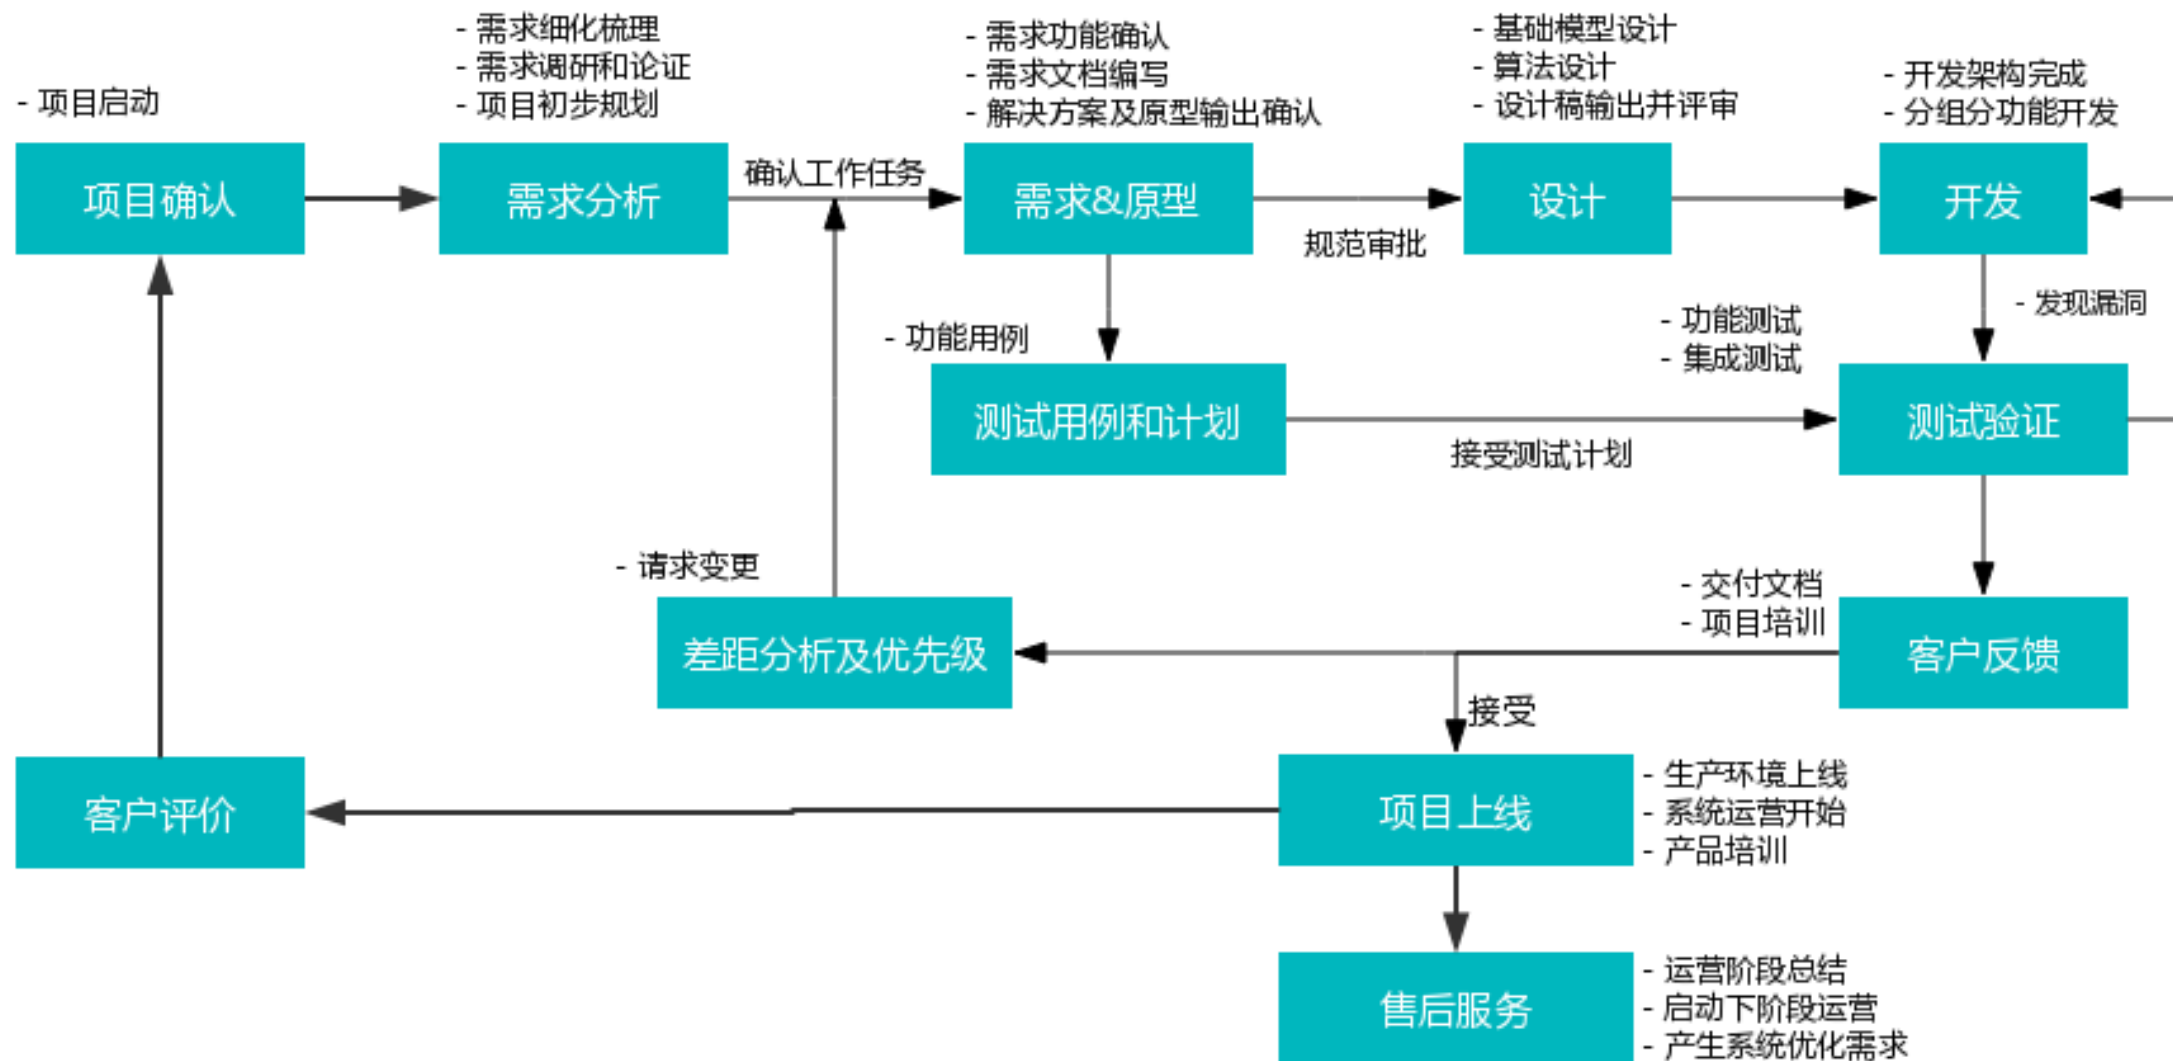 - 项目启动
- 需求细化梳理
- 需求调研和论证
- 项目初步规划
- 需求功能确认
- 需求文档编写
- 解决方案及原型输出确认
- 基础模型设计
- 算法设计
- 设计稿输出并评审
- 开发架构完成
- 分组分功能开发
项目确认
需求分析
确认工作任务
需求&原型
规范审批
设计
开发
- 发现漏洞
- 功能用例
- 功能测试
- 集成测试
测试用例和计划
接受测试计划
测试验证
- 请求变更
- 交付文档
- 项目培训
差距分析及优先级
客户反馈
接受
客户评价
项目上线
- 生产环境上线
- 系统运营开始
- 产品培训
售后服务
- 运营阶段总结
- 启动下阶段运营
- 产生系统优化需求